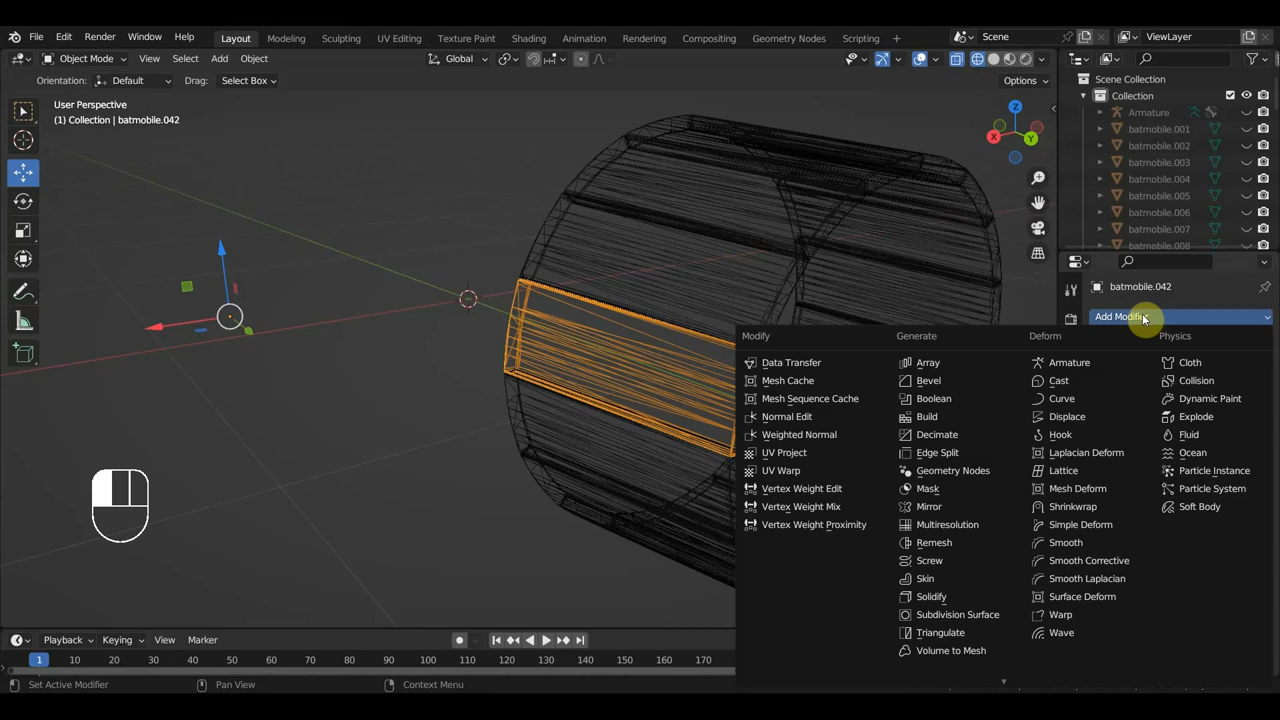 File Edit Render Window Help Layout Modeling Sculpting UV Editing Texture Paint Shading Animation Rendering Compositing Geometry Nodes Scripting + Scene ViewLayer
Object Mode View Select Add Object Global Options
Orientation: Default Drag: Select Box
User Perspective
(1) Collection | batmobile.042
Z
X
Y
Scene Collection
Collection
Armature
batmobile.001
batmobile.002
batmobile.003
batmobile.004
batmobile.005
batmobile.006
batmobile.007
batmobile.008
batmobile.042
Add Modifier
Modify Generate Deform Physics
Data Transfer Array Armature Cloth
Mesh Cache Bevel Cast Collision
Mesh Sequence Cache Boolean Curve Dynamic Paint
Normal Edit Build Displace Explode
Weighted Normal Decimate Hook Fluid
UV Project Edge Split Laplacian Deform Ocean
UV Warp Geometry Nodes Lattice Particle Instance
Vertex Weight Edit Mask Mesh Deform Particle System
Vertex Weight Mix Mirror Shrinkwrap Soft Body
Vertex Weight Proximity Multiresolution Simple Deform
Remesh Smooth
Screw Smooth Corrective
Skin Smooth Laplacian
Solidify Surface Deform
Subdivision Surface Warp
Triangulate Wave
Volume to Mesh
Playback Keying View Marker
1 10 20 30 40 50 60 70 80 90 100 110 120 130 140 150 160 170
Set Active Modifier Pan View Context Menu